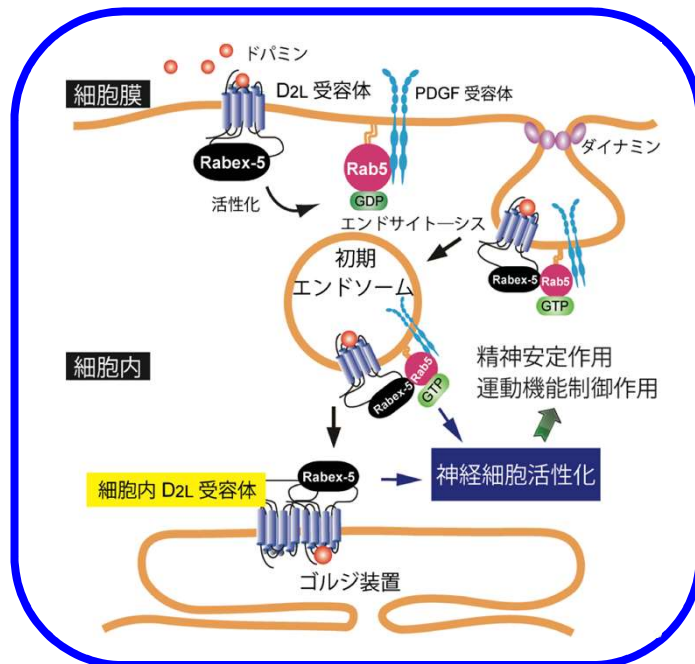 ドパミン
細胞膜
D2L 受容体
PDGF 受容体
Rabex-5
Rab5
GDP
ダイナミン
活性化
エンドサイト―シス
Rabex-5
Rab5
GTP
初期
エンドソーム
Rabex-5
Rab5
GTP
細胞内
精神安定作用
運動機能制御作用
神経細胞活性化
Rabex-5
細胞内 D2L 受容体
ゴルジ装置